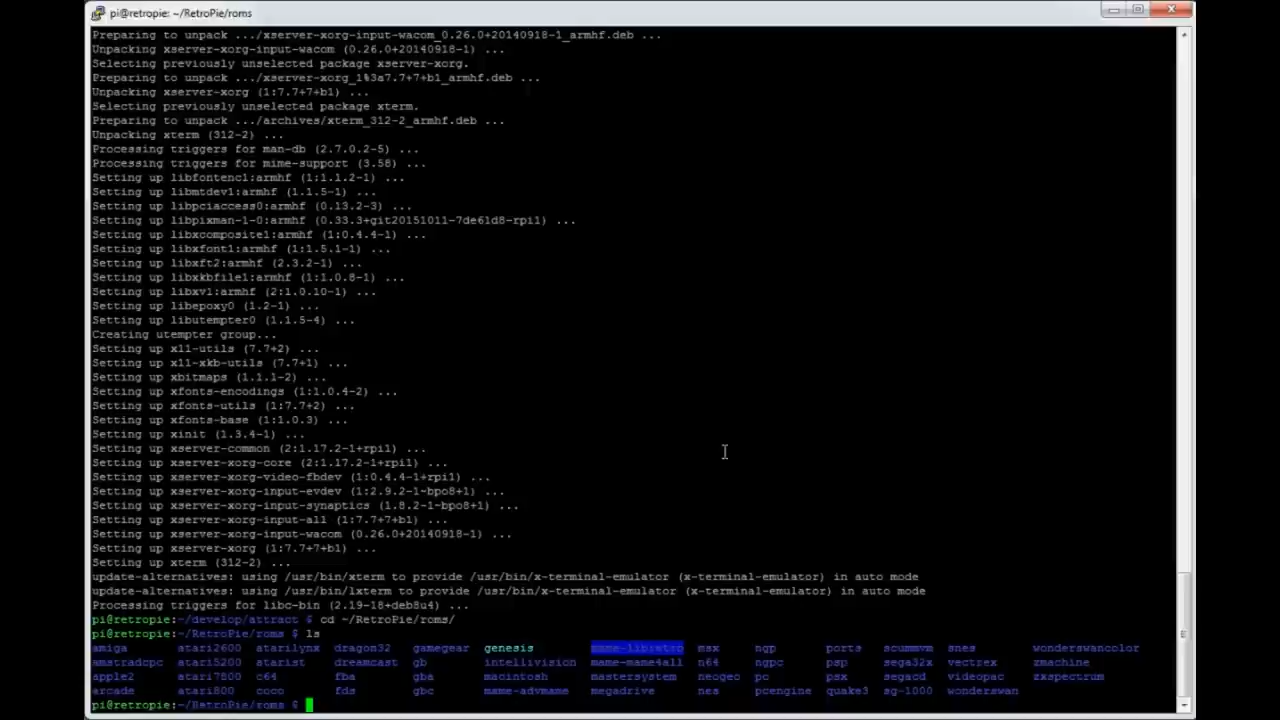 pi@retropie: ~/RetroPie/roms
Preparing to unpack .../xserver-xorg-input-wacom_0.26.0+20140918-1_armhf.deb ...
Unpacking xserver-xorg-input-wacom (0.26.0+20140918-1) ...
Selecting previously unselected package xserver-xorg.
Preparing to unpack .../xserver-xorg_1%3a7.7+7+b1_armhf.deb ...
Unpacking xserver-xorg (1:7.7+7+b1) ...
Selecting previously unselected package xterm.
Preparing to unpack .../archives/xterm_312-2_armhf.deb ...
Unpacking xterm (312-2) ...
Processing triggers for man-db (2.7.0.2-5) ...
Processing triggers for mime-support (3.58) ...
Setting up libfontenc1:armhf (1:1.1.2-1) ...
Setting up libmtdev1:armhf (1.1.5-1) ...
Setting up libpciaccess0:armhf (0.13.2-3) ...
Setting up libpixman-1-0:armhf (0.33.3+git20151011-7de61d8-rpi1) ...
Setting up libxcomposite1:armhf (1:0.4.4-1) ...
Setting up libxfont1:armhf (1:1.5.1-1) ...
Setting up libxft2:armhf (2.3.2-1) ...
Setting up libxkbfile1:armhf (1:1.0.8-1) ...
Setting up libxv1:armhf (2:1.0.10-1) ...
Setting up libepoxy0 (1.2-1) ...
Setting up libutempter0 (1.1.5-4) ...
Creating utempter group...
Setting up x11-utils (7.7+2) ...
Setting up x11-xkb-utils (7.7+1) ...
Setting up xbitmaps (1.1.1-2) ...
Setting up xfonts-encodings (1:1.0.4-2) ...
Setting up xfonts-utils (1:7.7+2) ...
Setting up xfonts-base (1:1.0.3) ...
Setting up xinit (1.3.4-1) ...
Setting up xserver-common (2:1.17.2-1+rpi1) ...
Setting up xserver-xorg-core (2:1.17.2-1+rpi1) ...
Setting up xserver-xorg-video-fbdev (1:0.4.4-1+rpi1) ...
Setting up xserver-xorg-input-evdev (1:2.9.2-1~bpo8+1) ...
Setting up xserver-xorg-input-synaptics (1.8.2-1~bpo8+1) ...
Setting up xserver-xorg-input-all (1:7.7+7+b1) ...
Setting up xserver-xorg-input-wacom (0.26.0+20140918-1) ...
Setting up xserver-xorg (1:7.7+7+b1) ...
Setting up xterm (312-2) ...
update-alternatives: using /usr/bin/xterm to provide /usr/bin/x-terminal-emulator (x-terminal-emulator) in auto mode
update-alternatives: using /usr/bin/lxterm to provide /usr/bin/x-terminal-emulator (x-terminal-emulator) in auto mode
Processing triggers for libc-bin (2.19-18+deb8u4) ...
pi@retropie:~/develop/attract $ cd ~/RetroPie/roms/
pi@retropie:~/RetroPie/roms $ ls
amiga atari2600 atarilynx dragon32 gamegear genesis mame-libretro msx ngp ports scummvm snes wonderswancolor
amstradcpc atari5200 atarist dreamcast gb intellivision mame-mame4all n64 ngpc psp sega32x vectrex zmachine
apple2 atari7800 c64 fba gba macintosh mastersystem neogeo pc psx segacd videopac zxspectrum
arcade atari800 coco fds gbc mame-advmame megadrive nes pcengine quake3 sg-1000 wonderswan
pi@retropie:~/RetroPie/roms $